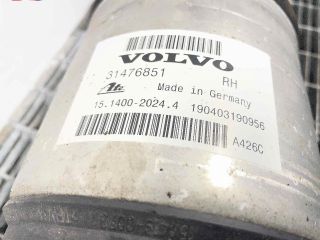 VOLVO
31476851 RH
Made in Germany
15.1400-2024.4 190403190956
A426C